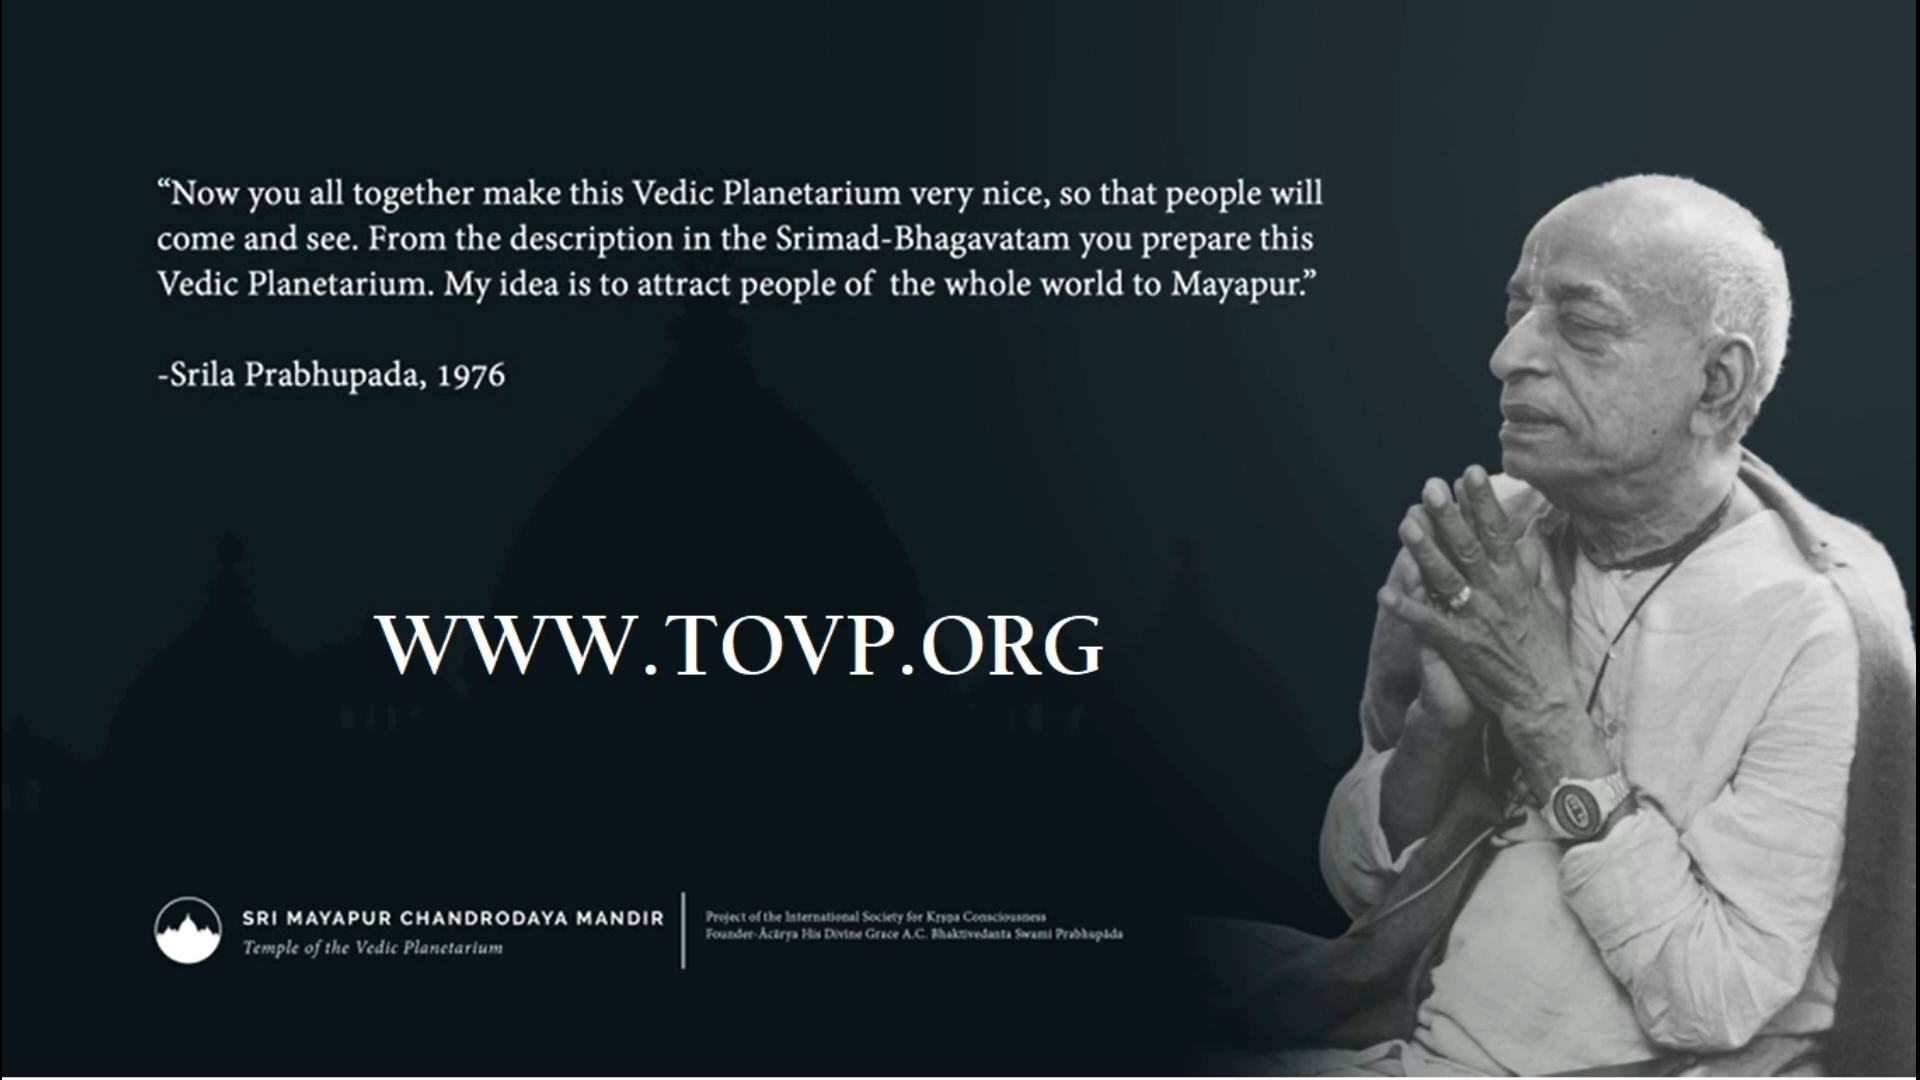 “Now you all together make this Vedic Planetarium very nice, so that people will
come and see. From the description in the Srimad-Bhagavatam you prepare this
Vedic Planetarium. My idea is to attract people of the whole world to Mayapur.”
-Srila Prabhupada, 1976
WWW.TOVP.ORG
SRI MAYAPUR CHANDRODAYA MANDIR
Temple of the Vedic Planetarium
Project of the International Society for Kṛṣṇa Consciousness
Founder-Ācārya His Divine Grace A.C. Bhaktivedanta Swami Prabhupāda